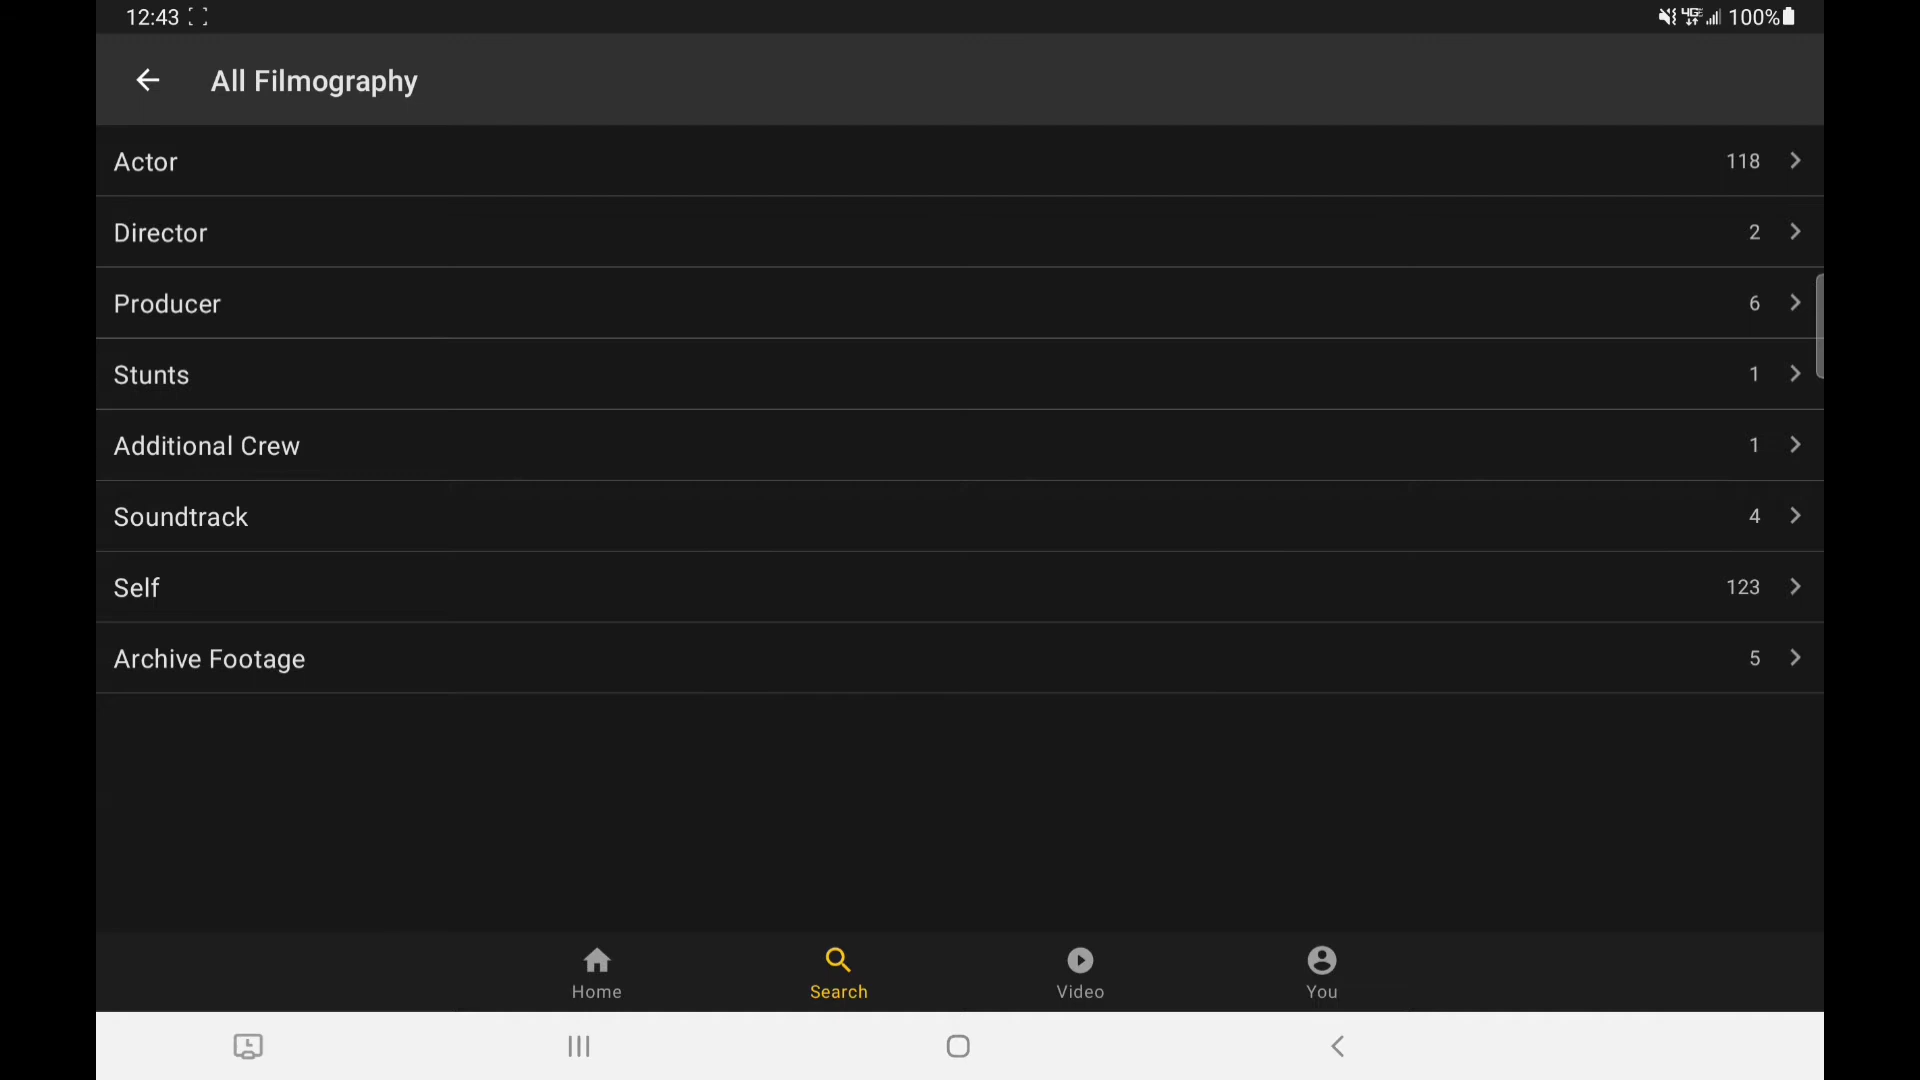 12:43 4G 100%
All Filmography
Actor 118
Director 2
Producer 6
Stunts 1
Additional Crew 1
Soundtrack 4
Self 123
Archive Footage 5
Home Search Video You